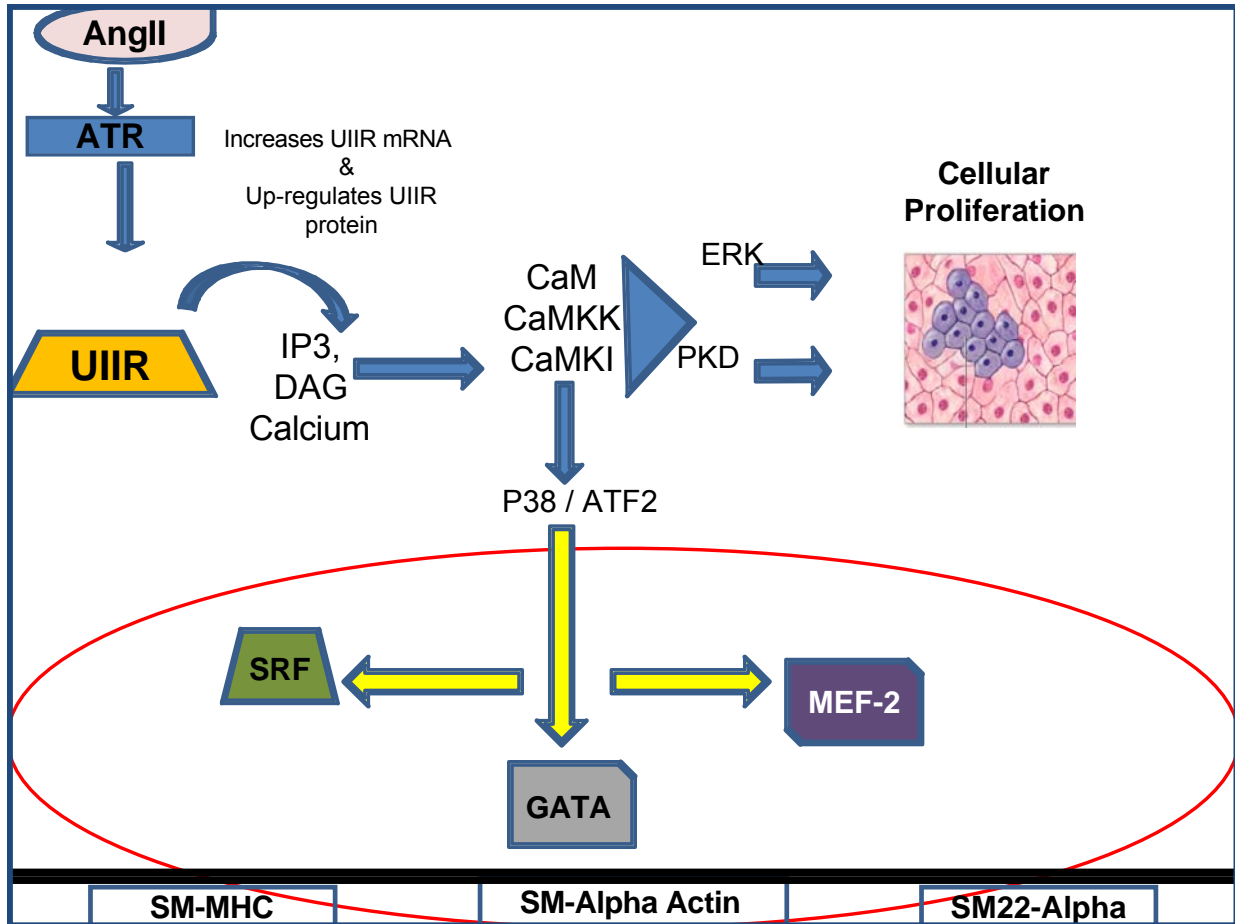 AngII
ATR
Increases UIIR mRNA
&
Up-regulates UIIR
protein
Cellular
Proliferation
UIIR
IP3,
DAG
Calcium
CaM
CaMKK
CaMKI
ERK
PKD
P38 / ATF2
SRF
MEF-2
GATA
SM-MHC
SM-Alpha Actin
SM22-Alpha